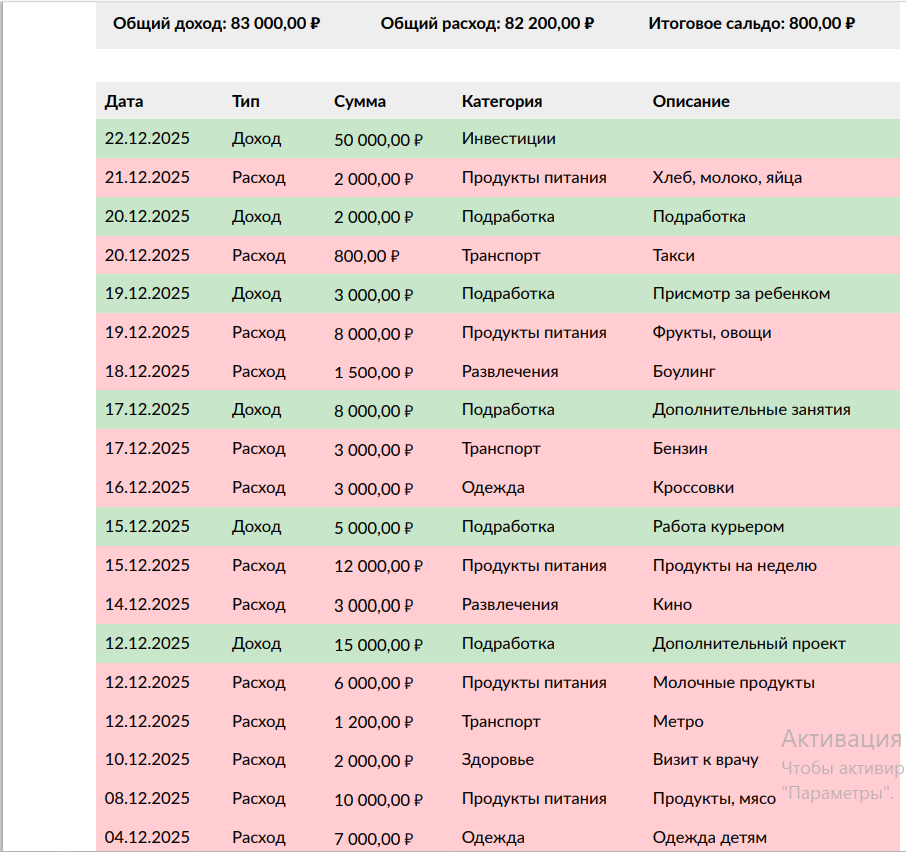 Общий доход: 83 000,00 ₽ Общий расход: 82 200,00 ₽ Итоговое сальдо: 800,00 ₽
Дата Тип Сумма Категория Описание
22.12.2025 Доход 50 000,00 ₽ Инвестиции
21.12.2025 Расход 2 000,00 ₽ Продукты питания Хлеб, молоко, яйца
20.12.2025 Доход 2 000,00 ₽ Подработка Подработка
20.12.2025 Расход 800,00 ₽ Транспорт Такси
19.12.2025 Доход 3 000,00 ₽ Подработка Присмотр за ребенком
19.12.2025 Расход 8 000,00 ₽ Продукты питания Фрукты, овощи
18.12.2025 Расход 1 500,00 ₽ Развлечения Боулинг
17.12.2025 Доход 8 000,00 ₽ Подработка Дополнительные занятия
17.12.2025 Расход 3 000,00 ₽ Транспорт Бензин
16.12.2025 Расход 3 000,00 ₽ Одежда Кроссовки
15.12.2025 Доход 5 000,00 ₽ Подработка Работа курьером
15.12.2025 Расход 12 000,00 ₽ Продукты питания Продукты на неделю
14.12.2025 Расход 3 000,00 ₽ Развлечения Кино
12.12.2025 Доход 15 000,00 ₽ Подработка Дополнительный проект
12.12.2025 Расход 6 000,00 ₽ Продукты питания Молочные продукты
12.12.2025 Расход 1 200,00 ₽ Транспорт Метро
Активация
10.12.2025 Расход 2 000,00 ₽ Здоровье Визит к врачу
Чтобы активир
"Параметры".
08.12.2025 Расход 10 000,00 ₽ Продукты питания Продукты, мясо
04.12.2025 Расход 7 000,00 ₽ Одежда Одежда детям